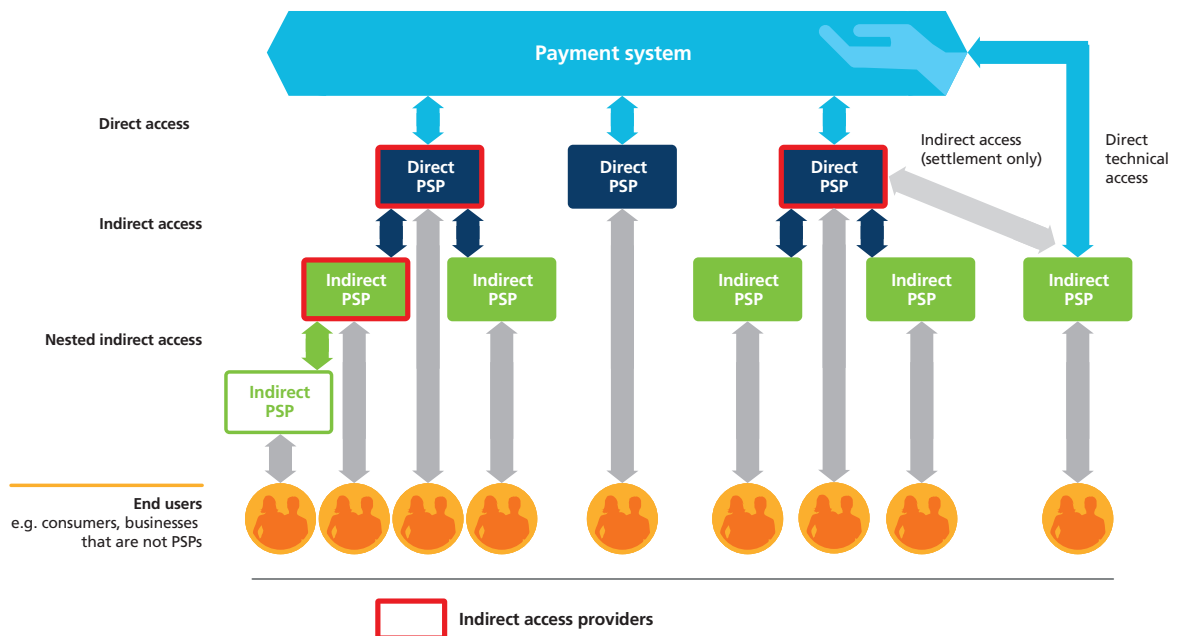 Payment system
Direct access
Direct
PSP
Direct
PSP
Direct
PSP
Indirect access
(settlement only)
Direct
technical
access
Indirect access
Indirect
PSP
Indirect
PSP
Indirect
PSP
Indirect
PSP
Indirect
PSP
Nested indirect access
Indirect
PSP
End users
e.g. consumers, businesses
that are not PSPs
Indirect access providers